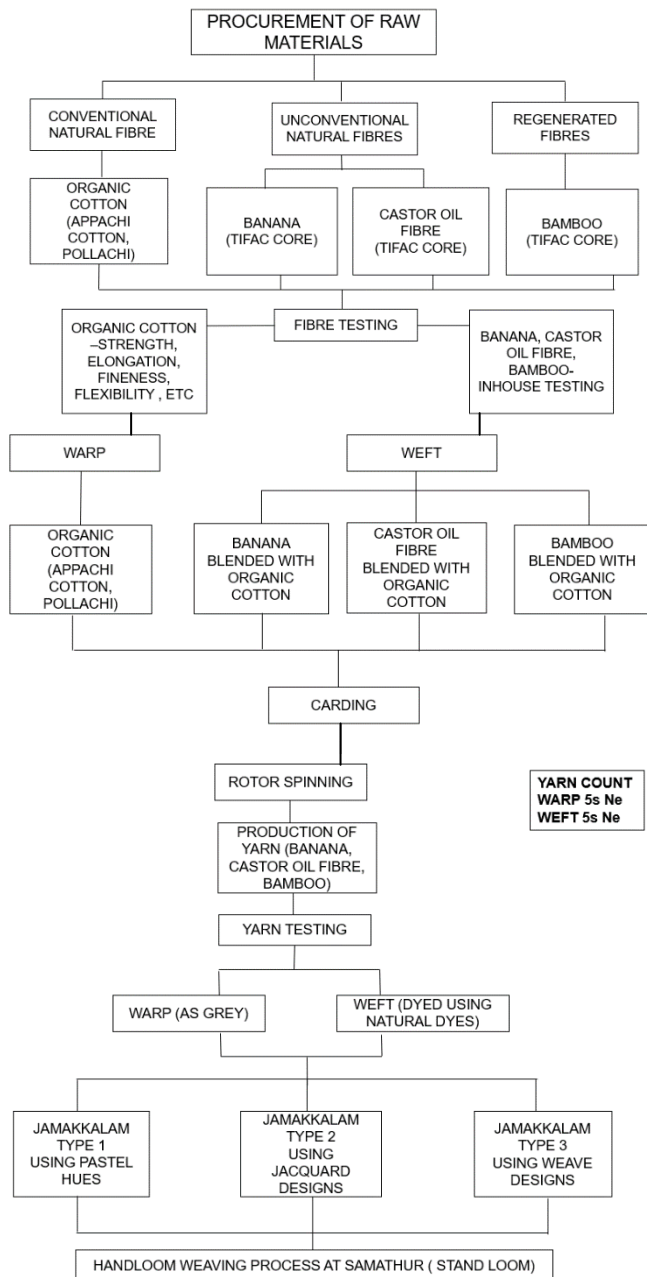 PROCUREMENT OF RAW
MATERIALS
CONVENTIONAL
NATURAL FIBRE
UNCONVENTIONAL
NATURAL FIBRES
REGENERATED
FIBRES
ORGANIC
COTTON
(APPACHI
COTTON,
POLLACHI)
BANANA
(TIFAC CORE)
CASTOR OIL
FIBRE
(TIFAC CORE)
BAMBOO
(TIFAC CORE)
FIBRE TESTING
ORGANIC COTTON
–STRENGTH,
ELONGATION,
FINENESS,
FLEXIBILITY , ETC
BANANA, CASTOR
OIL FIBRE,
BAMBOO-
INHOUSE TESTING
WARP
WEFT
ORGANIC
COTTON
(APPACHI
COTTON,
POLLACHI)
BANANA
BLENDED WITH
ORGANIC
COTTON
CASTOR OIL
FIBRE
BLENDED WITH
ORGANIC
COTTON
BAMBOO
BLENDED WITH
ORGANIC
COTTON
CARDING
ROTOR SPINNING
YARN COUNT
WARP 5s Ne
WEFT 5s Ne
PRODUCTION OF
YARN (BANANA,
CASTOR OIL FIBRE,
BAMBOO)
YARN TESTING
WARP (AS GREY)
WEFT (DYED USING
NATURAL DYES)
JAMAKKALAM
TYPE 1
USING PASTEL
HUES
JAMAKKALAM
TYPE 2
USING
JACQUARD
DESIGNS
JAMAKKALAM
TYPE 3
USING WEAVE
DESIGNS
HANDLOOM WEAVING PROCESS AT SAMATHUR ( STAND LOOM)